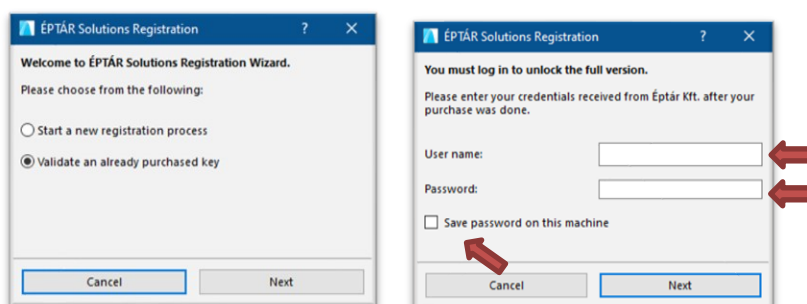 ÉPTÁR Solutions Registration
Welcome to ÉPTÁR Solutions Registration Wizard.
Please choose from the following:
Start a new registration process
Validate an already purchased key
Cancel
Next
ÉPTÁR Solutions Registration
You must log in to unlock the full version.
Please enter your credentials received from Éptár Kft. after your
purchase was done.
User name:
Password:
Save password on this machine
Cancel
Next